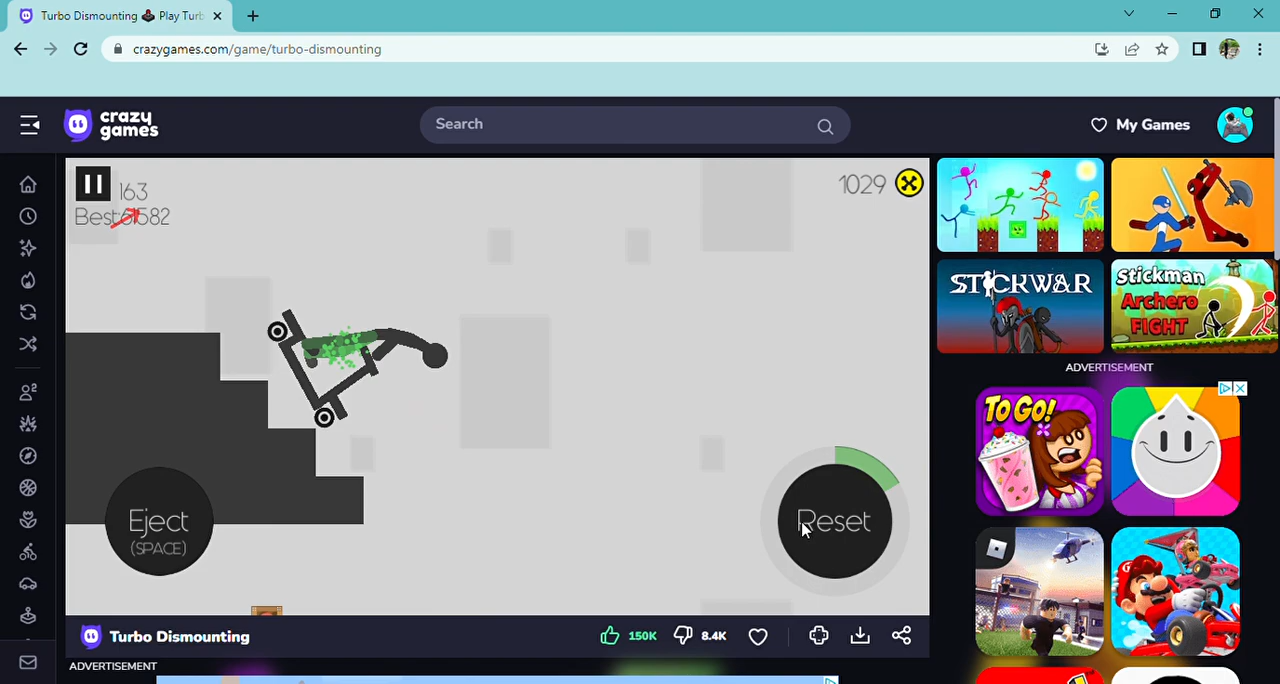 Turbo Dismounting 🕹 Play Turb
crazygames.com/game/turbo-dismounting
crazy
games
Search
My Games
163
Best
582
1029
Eject
(SPACE)
Reset
STICKWAR
Stickman
Archero
FIGHT
ADVERTISEMENT
TO GO!
Turbo Dismounting
150K
8.4K
ADVERTISEMENT